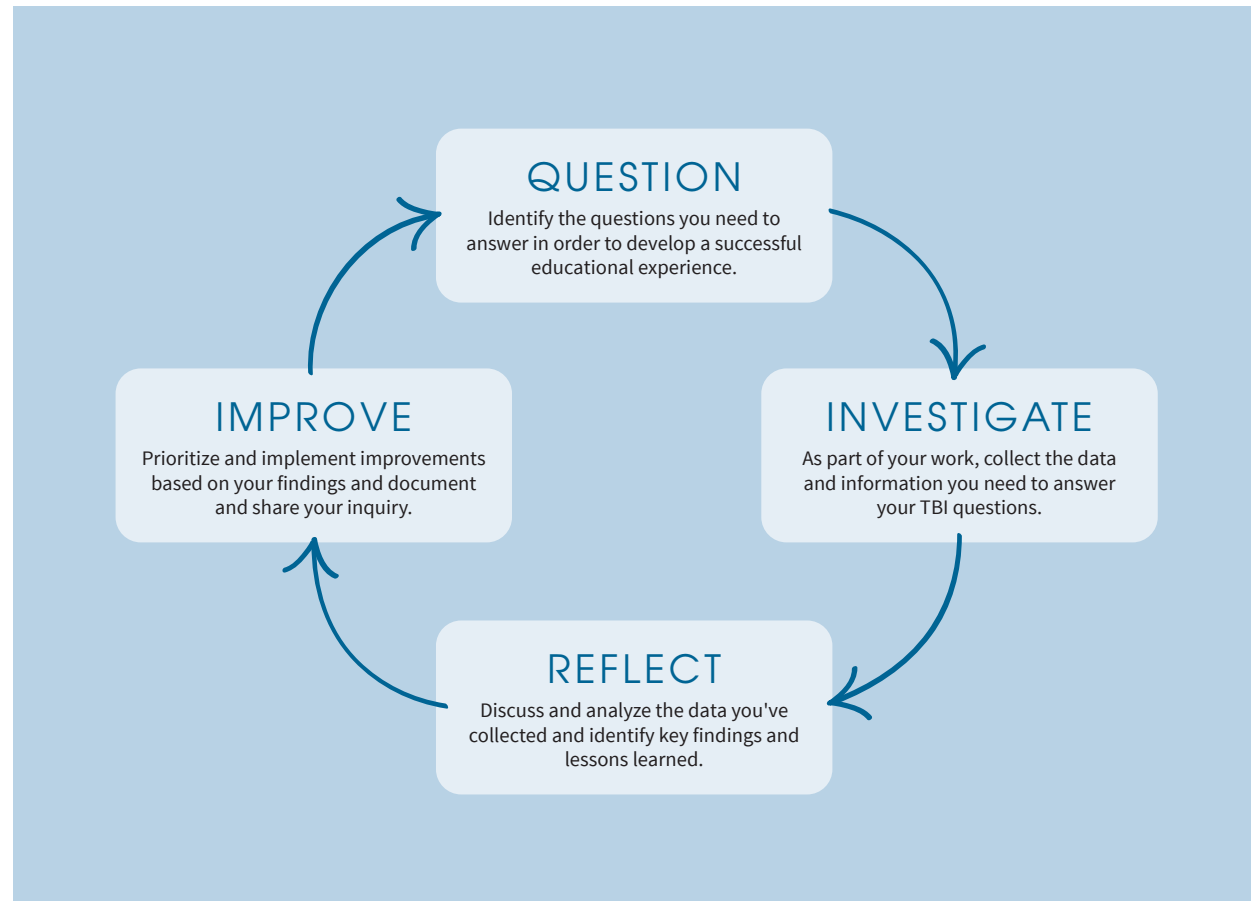 QUESTION
Identify the questions you need to
answer in order to develop a successful
educational experience.
INVESTIGATE
As part of your work, collect the data
and information you need to answer
your TBI questions.
REFLECT
Discuss and analyze the data you've
collected and identify key findings and
lessons learned.
IMPROVE
Prioritize and implement improvements
based on your findings and document
and share your inquiry.